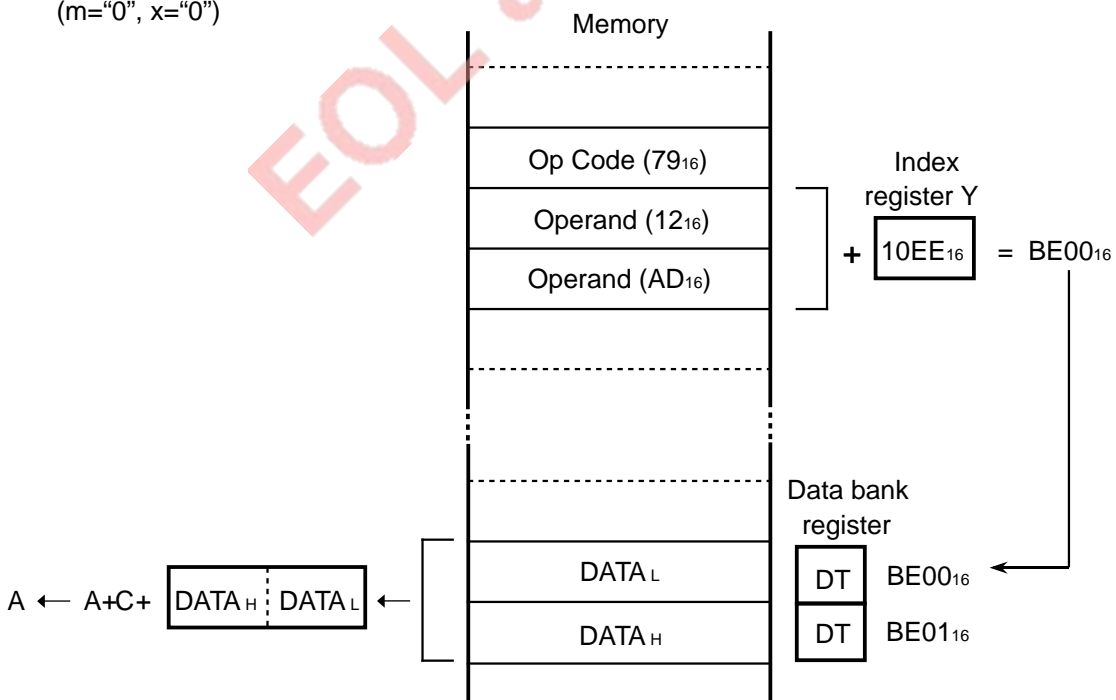 (m=“0”, x=“0”)
Memory
EOL
Op Code (79₁₆)
Index
register Y
Operand (12₁₆)
Operand (AD₁₆)
+ 10EE₁₆ = BE00₁₆
Data bank
register
DATA L
DT BE00₁₆
A ← A+C+ DATA H DATA L ←
DATA H
DT BE01₁₆